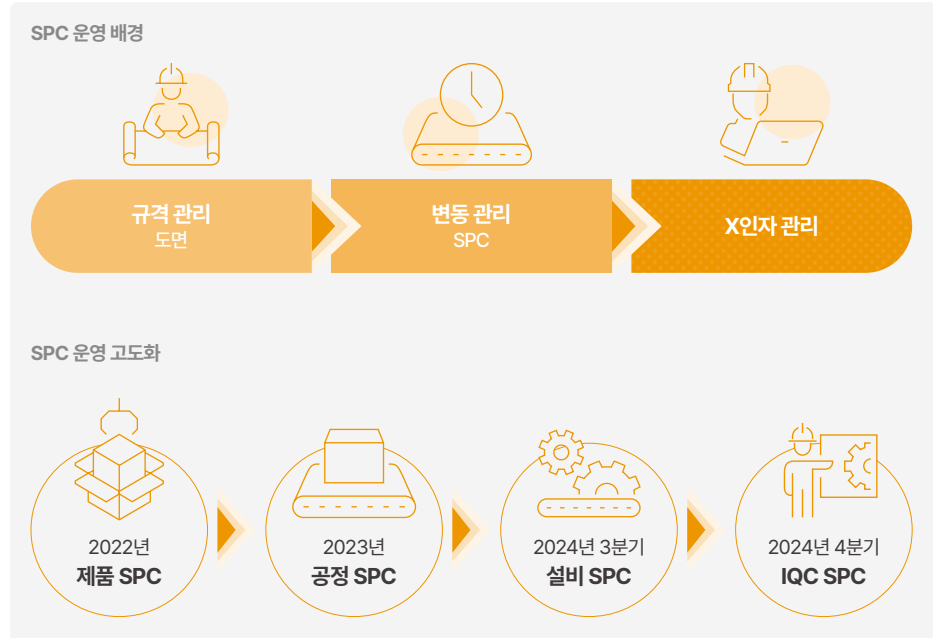 SPC 운영 배경
규격 관리
도면
변동 관리
SPC
X인자 관리
SPC 운영 고도화
2022년
제품 SPC
2023년
공정 SPC
2024년 3분기
설비 SPC
2024년 4분기
IQC SPC